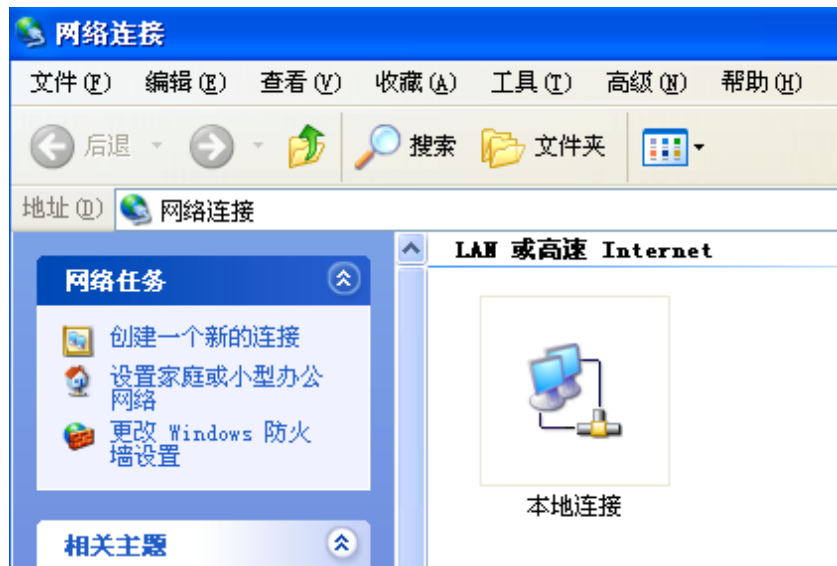 网络连接
文件(F) 编辑(E) 查看(V) 收藏(A) 工具(T) 高级(N) 帮助(H)
后退 搜索 文件夹
地址(D) 网络连接
网络任务
创建一个新的连接
设置家庭或小型办公
网络
更改 Windows 防火
墙设置
相关主题
LAN 或高速 Internet
本地连接